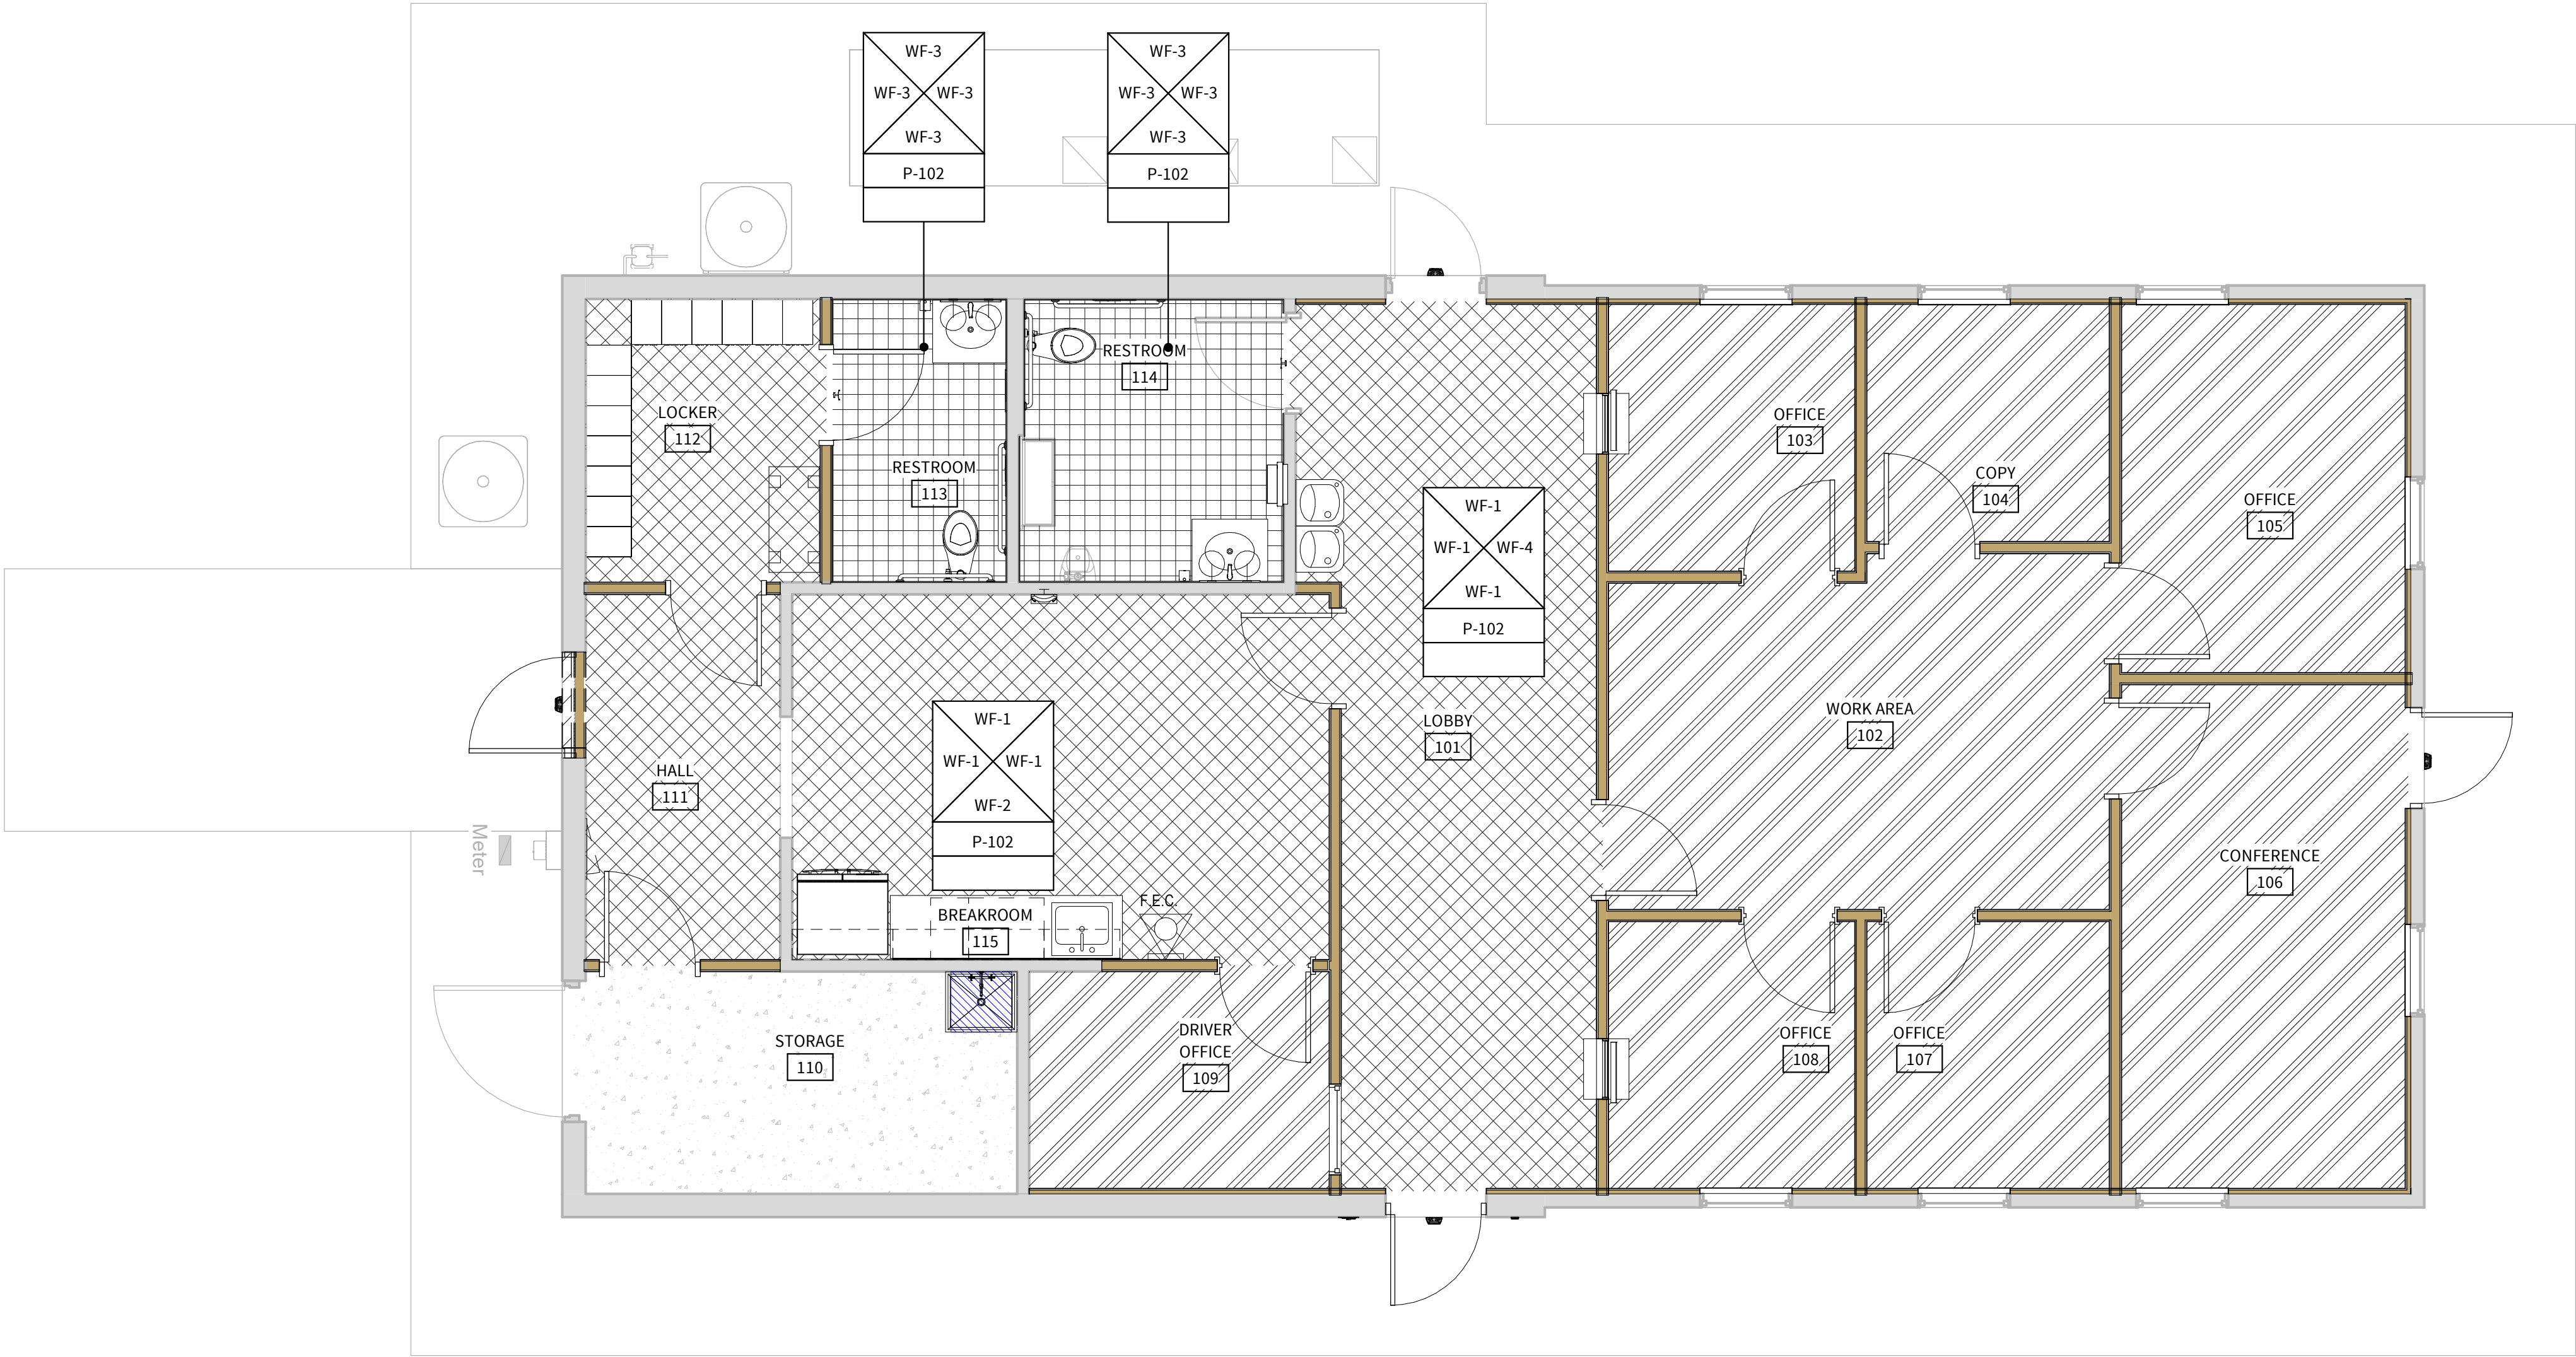 WF-3
WF-3 WF-3
WF-3
P-102
WF-3
WF-3 WF-3
WF-3
P-102
RESTROOM
114
LOCKER
112
RESTROOM
113
OFFICE
103
COPY
104
OFFICE
105
WF-1
WF-1 WF-4
WF-1
P-102
LOBBY
101
WORK AREA
102
WF-1
WF-1 WF-1
WF-2
P-102
HALL
111
Meter
CONFERENCE
106
F.E.C.
BREAKROOM
115
STORAGE
110
DRIVER
OFFICE
109
OFFICE
108
OFFICE
107